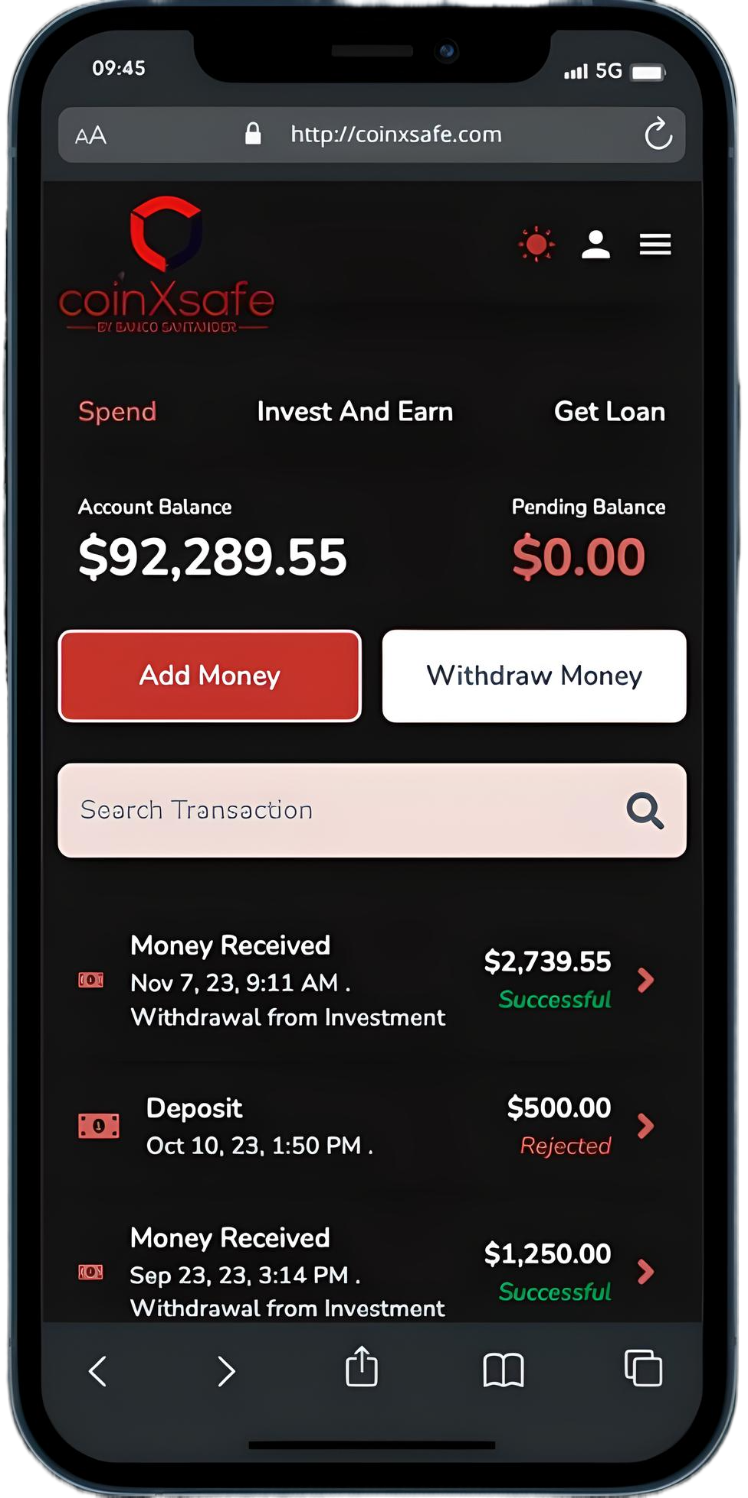 09:45
5G
AA
http://coinxsafe.com
coinXsafe
BY BANCO SANTANDER
Spend Invest And Earn Get Loan
Account Balance Pending Balance
$92,289.55 $0.00
Add Money Withdraw Money
Search Transaction
Money Received
Nov 7, 23, 9:11 AM .
Withdrawal from Investment
$2,739.55
Successful
Deposit
Oct 10, 23, 1:50 PM .
$500.00
Rejected
Money Received
Sep 23, 23, 3:14 PM .
Withdrawal from Investment
$1,250.00
Successful